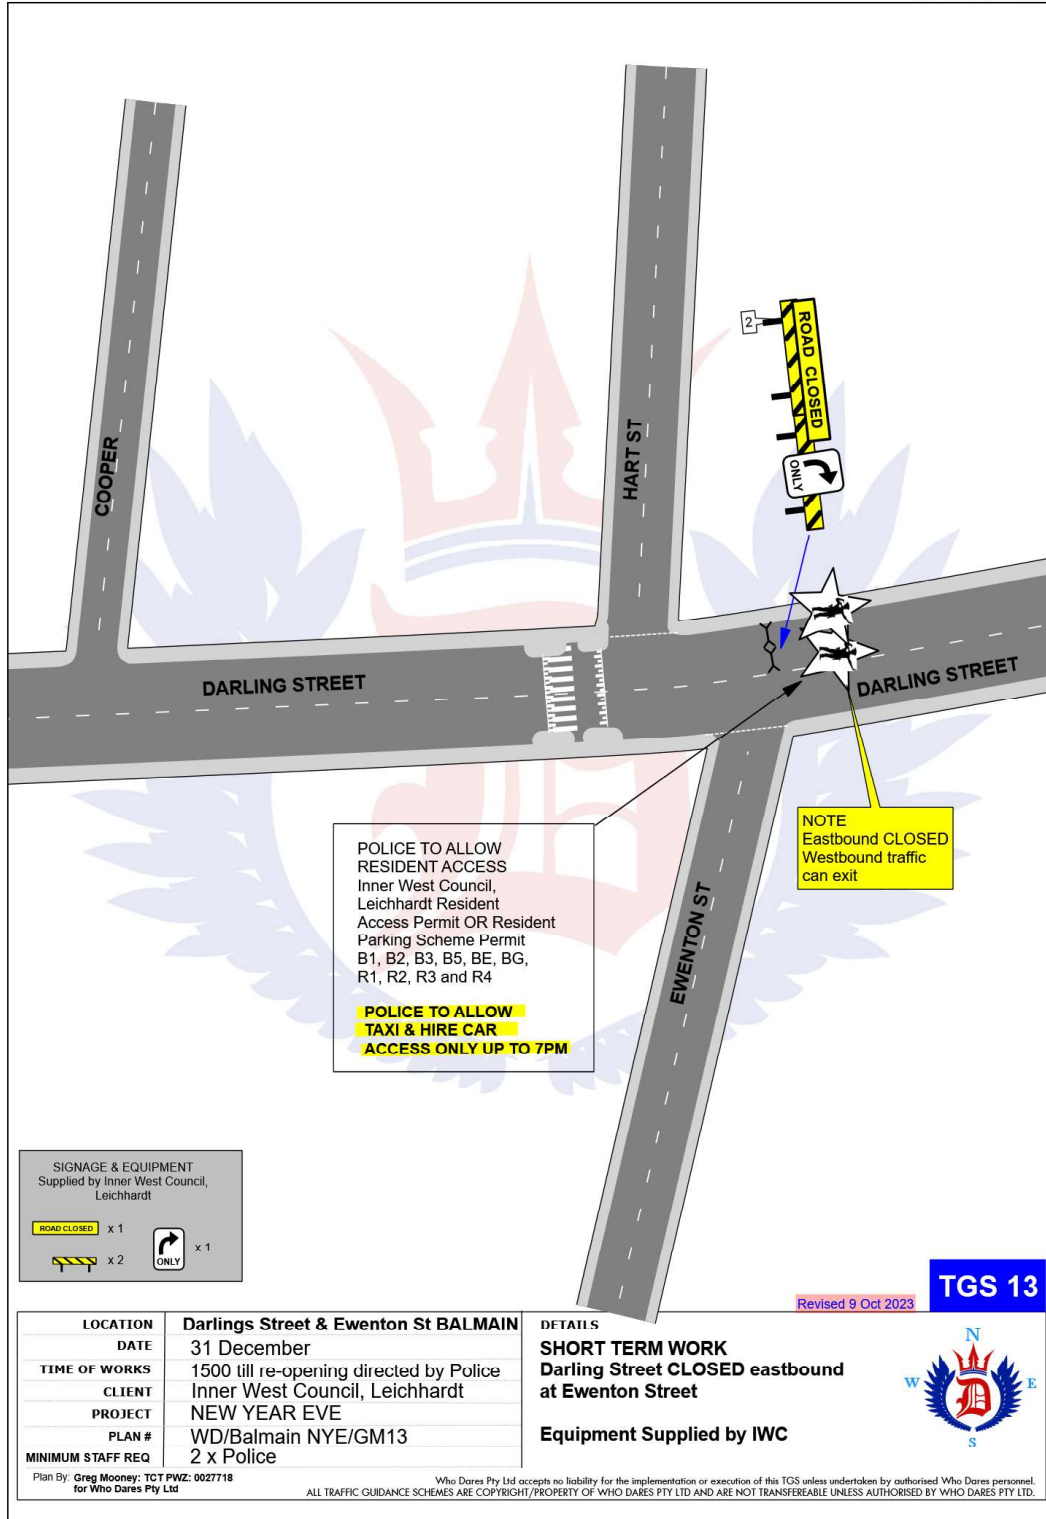 COOPER
HART ST
2
ROAD CLOSED
ONLY
DARLING STREET
DARLING STREET
EWENTON ST
NOTE
Eastbound CLOSED
Westbound traffic
can exit
POLICE TO ALLOW
RESIDENT ACCESS
Inner West Council,
Leichhardt Resident
Access Permit OR Resident
Parking Scheme Permit
B1, B2, B3, B5, BE, BG,
R1, R2, R3 and R4
POLICE TO ALLOW
TAXI & HIRE CAR
ACCESS ONLY UP TO 7PM
SIGNAGE & EQUIPMENT
Supplied by Inner West Council,
Leichhardt
ROAD CLOSED x 1
x 2
ONLY
x 1
TGS 13
Revised 9 Oct 2023
LOCATION Darlings Street & Ewenton St BALMAIN
DATE 31 December
TIME OF WORKS 1500 till re-opening directed by Police
CLIENT Inner West Council, Leichhardt
PROJECT NEW YEAR EVE
PLAN # WD/Balmain NYE/GM13
MINIMUM STAFF REQ 2 x Police
DETAILS
SHORT TERM WORK
Darling Street CLOSED eastbound
at Ewenton Street
Equipment Supplied by IWC
N
W
E
D
S
Plan By: Greg Mooney: TCT PWZ: 0027718
for Who Dares Pty Ltd
Who Dares Pty Ltd accepts no liability for the implementation or execution of this TGS unless undertaken by authorised Who Dares personnel.
ALL TRAFFIC GUIDANCE SCHEMES ARE COPYRIGHT/PROPERTY OF WHO DARES PTY LTD AND ARE NOT TRANSFEREABLE UNLESS AUTHORISED BY WHO DARES PTY LTD.